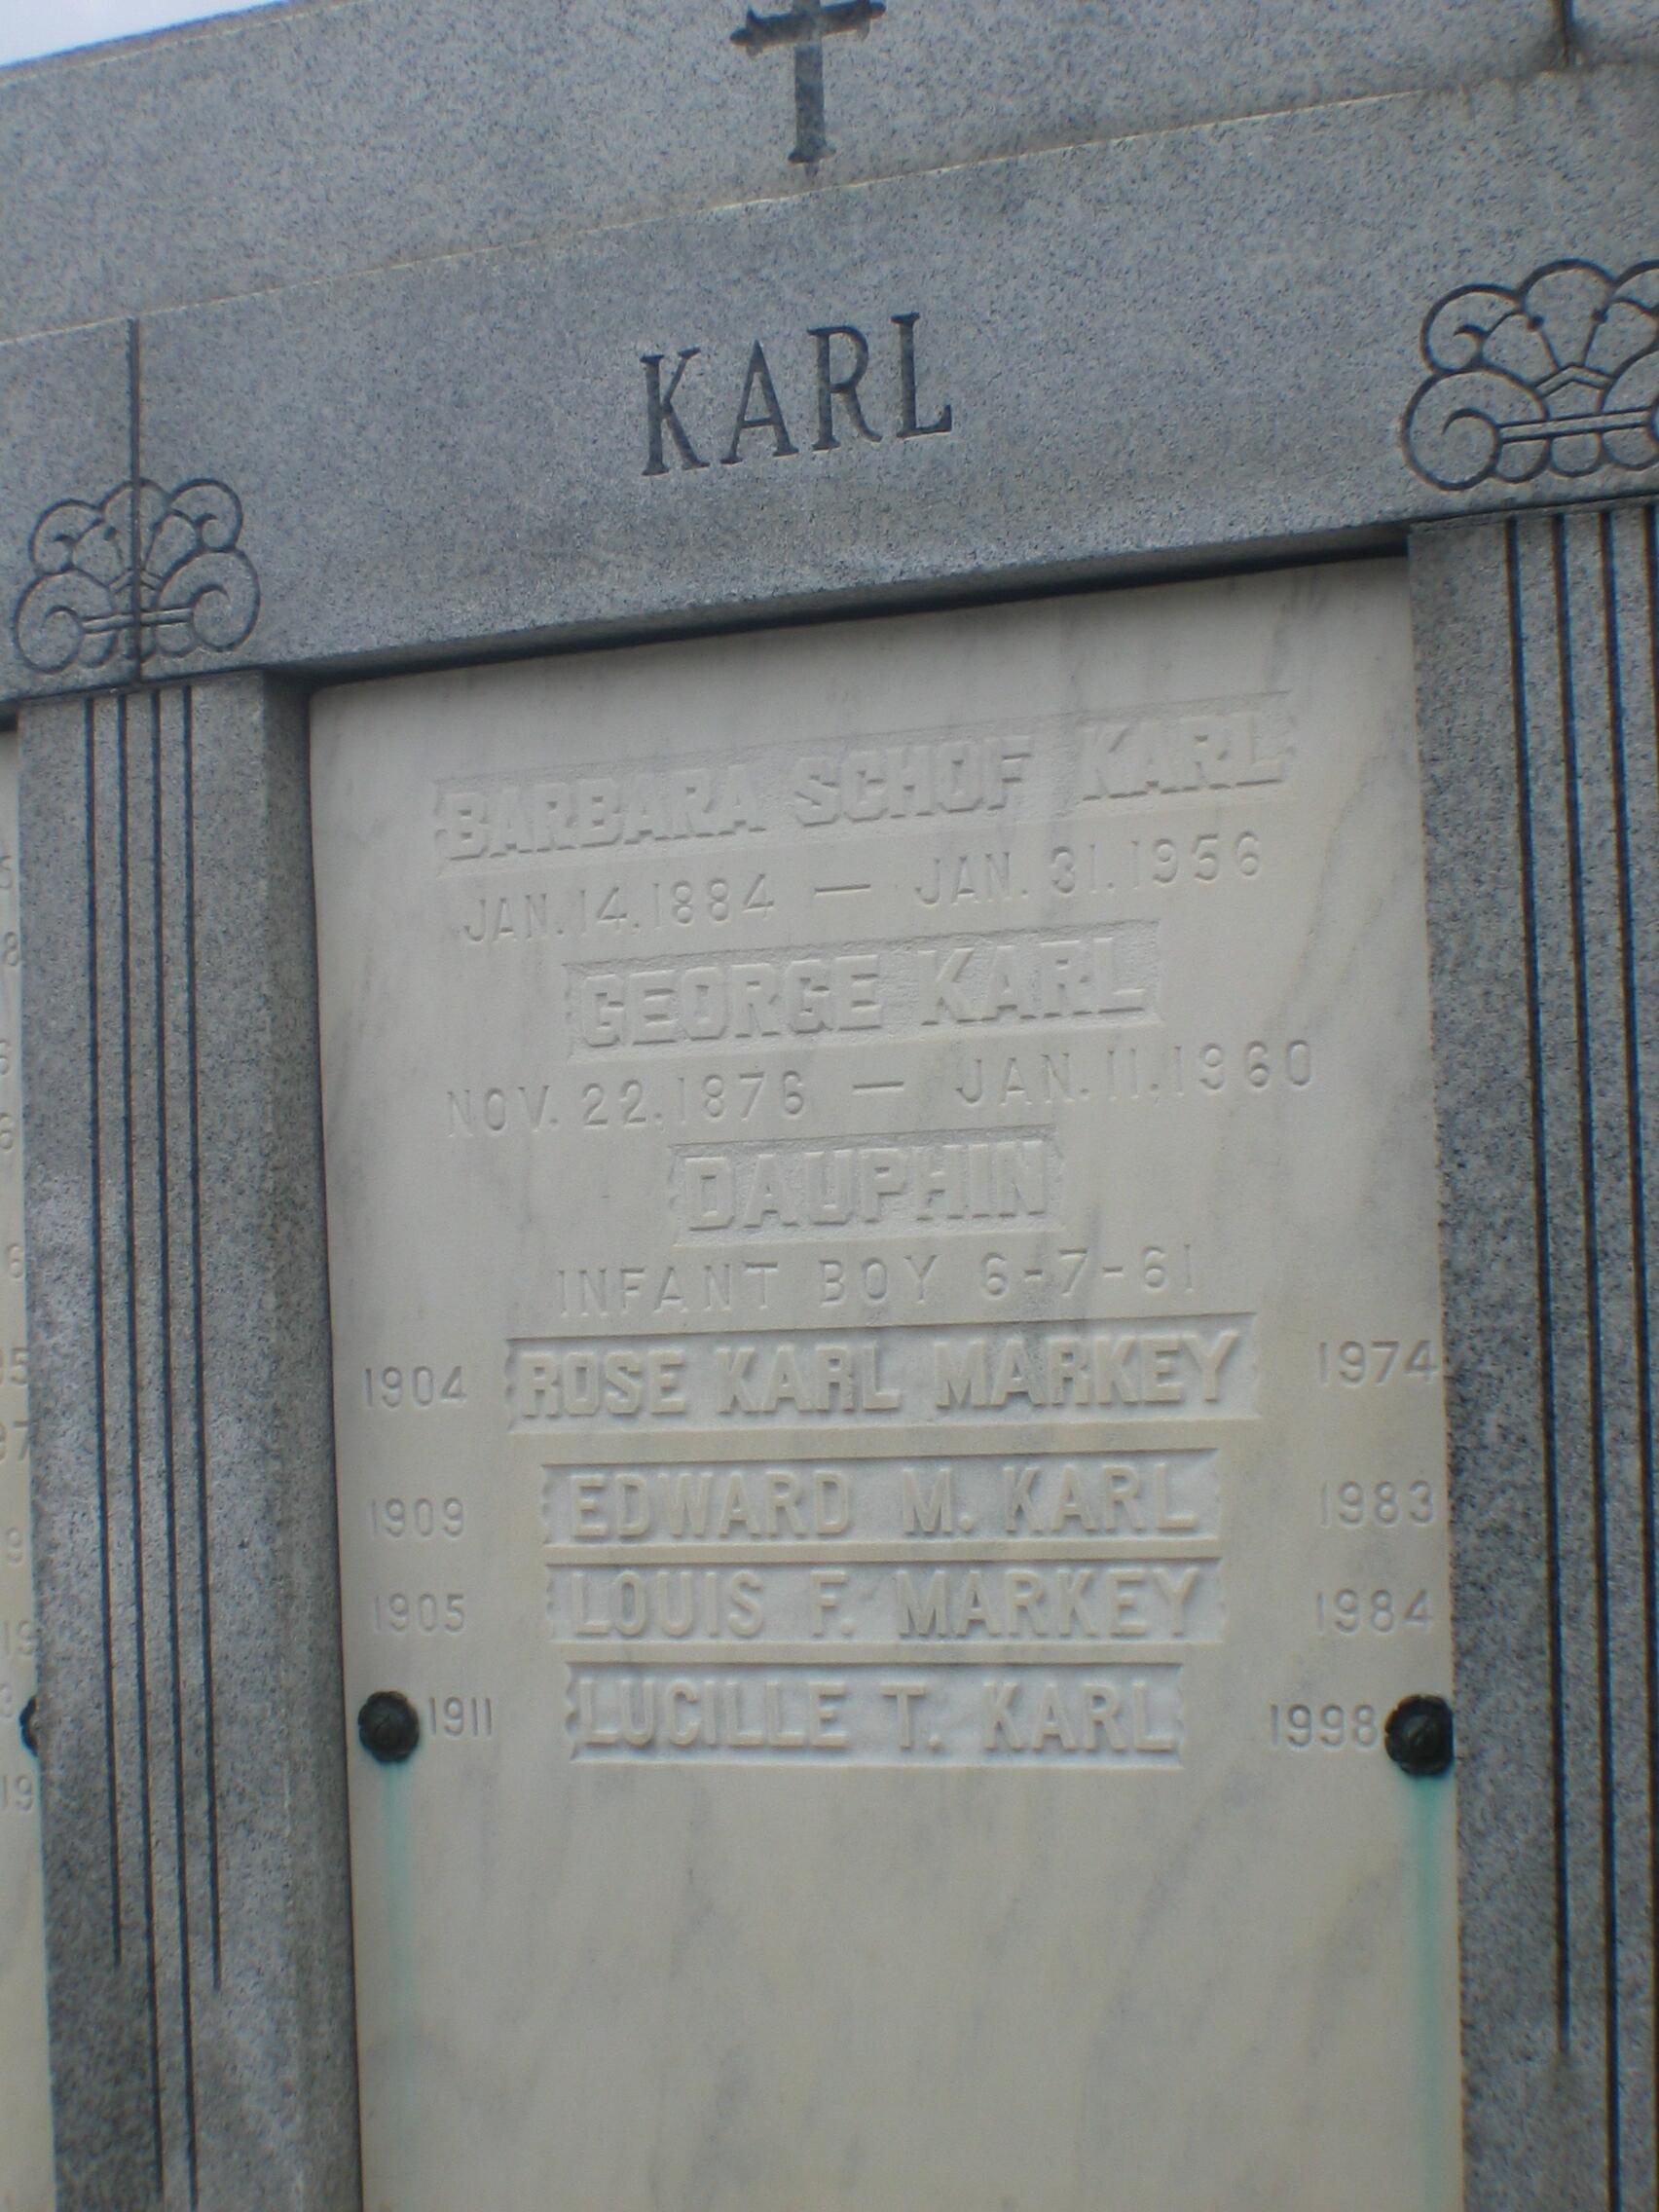 KARL
BARBARA SCHOF KARL
JAN. 14. 1884 — JAN. 31. 1956
GEORGE KARL
NOV. 22. 1876 — JAN. 11, 1960
DAUPHIN
INFANT BOY 6-7-61
1904 ROSE KARL MARKEY 1974
1909 EDWARD M. KARL 1983
1905 LOUIS F. MARKEY 1984
1911 LUCILLE T. KARL 1998